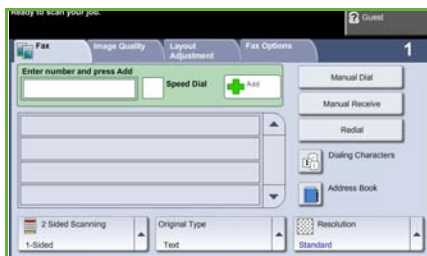 Ready to scan your job.
Guest
Fax
Image Quality
Layout
Adjustment
Fax Options
1
Enter number and press Add
Speed Dial
Add
Manual Dial
Manual Receive
Redial
Dialing Characters
Address Book
2 Sided Scanning
1-Sided
Original Type
Text
Resolution
Standard